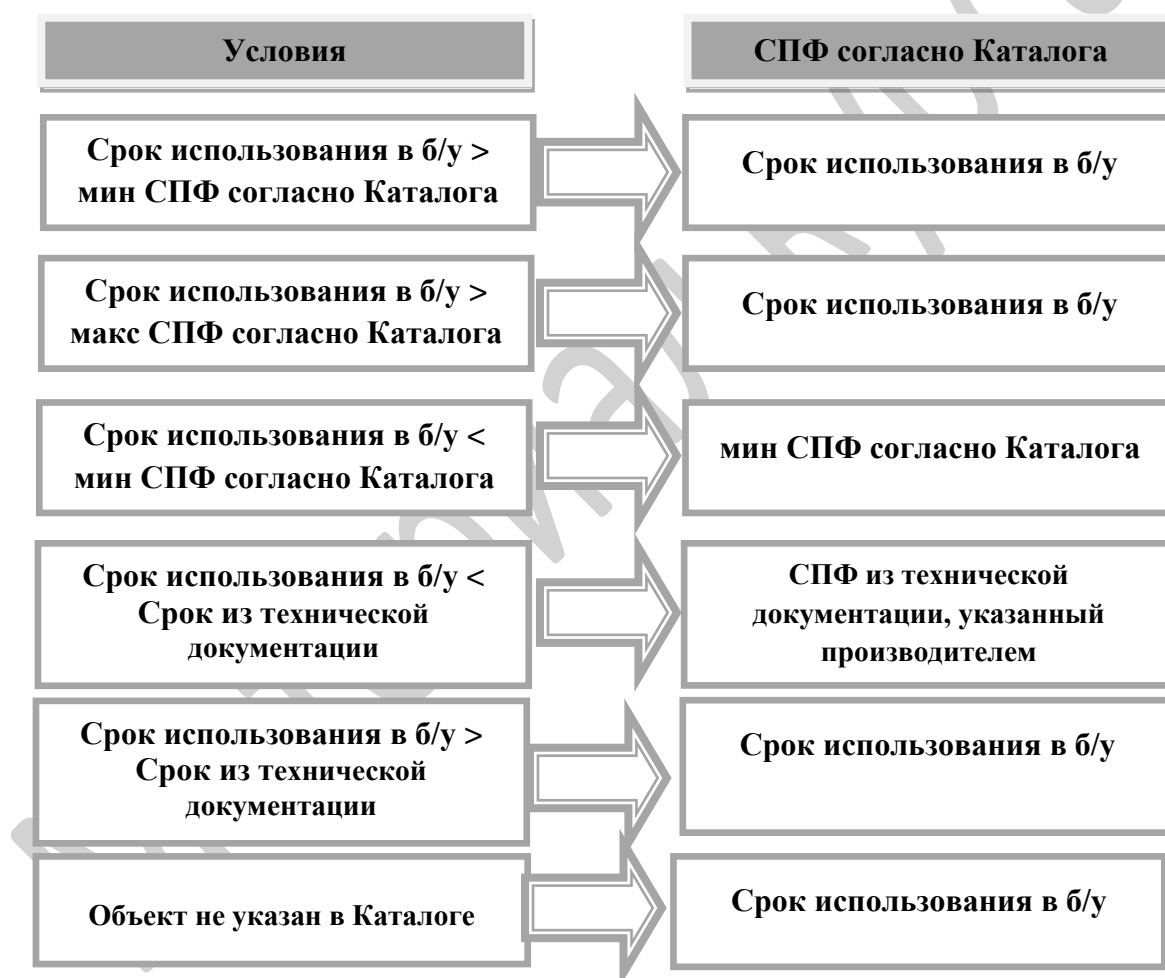 Условия
СПФ согласно Каталога
Срок использования в б/у >
мин СПФ согласно Каталога
Срок использования в б/у
Срок использования в б/у >
макс СПФ согласно Каталога
Срок использования в б/у
Срок использования в б/у <
мин СПФ согласно Каталога
мин СПФ согласно Каталога
Срок использования в б/у <
Срок из технической
документации
СПФ из технической
документации, указанный
производителем
Срок использования в б/у >
Срок из технической
документации
Срок использования в б/у
Объект не указан в Каталоге
Срок использования в б/у